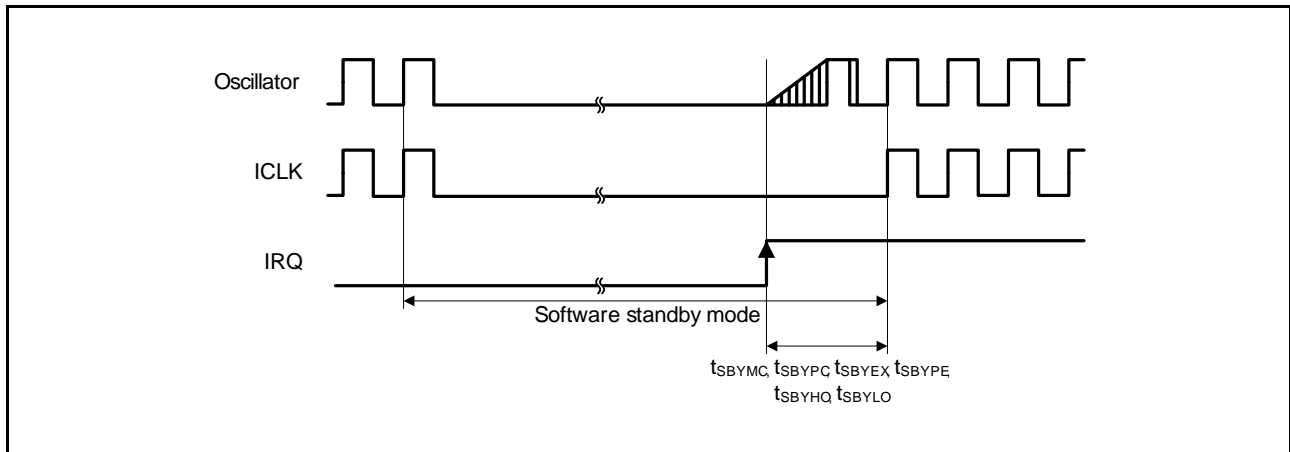 Oscillator
ICLK
IRQ
Software standby mode
tSBYMC, tSBYPC, tSBYEX, tSBYPE,
tSBYHO, tSBYLO